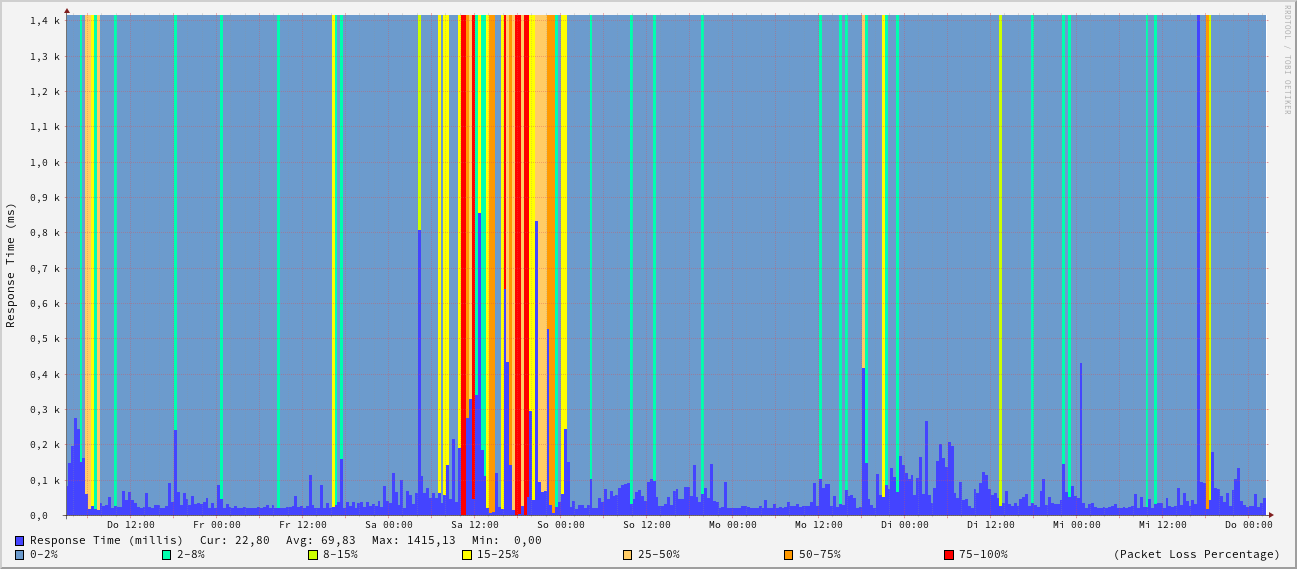 RRDTOOL / TOBI OETIKER
Response Time (ms)
1,4 k
1,3 k
1,2 k
1,1 k
1,0 k
0,9 k
0,8 k
0,7 k
0,6 k
0,5 k
0,4 k
0,3 k
0,2 k
0,1 k
0,0
Do 12:00 Fr 00:00 Fr 12:00 Sa 00:00 Sa 12:00 So 00:00 So 12:00 Mo 00:00 Mo 12:00 Di 00:00 Di 12:00 Mi 00:00 Mi 12:00 Do 00:00
Response Time (millis) Cur: 22,80 Avg: 69,83 Max: 1415,13 Min: 0,00
0-2% 2-8% 8-15% 15-25% 25-50% 50-75% 75-100% (Packet Loss Percentage)